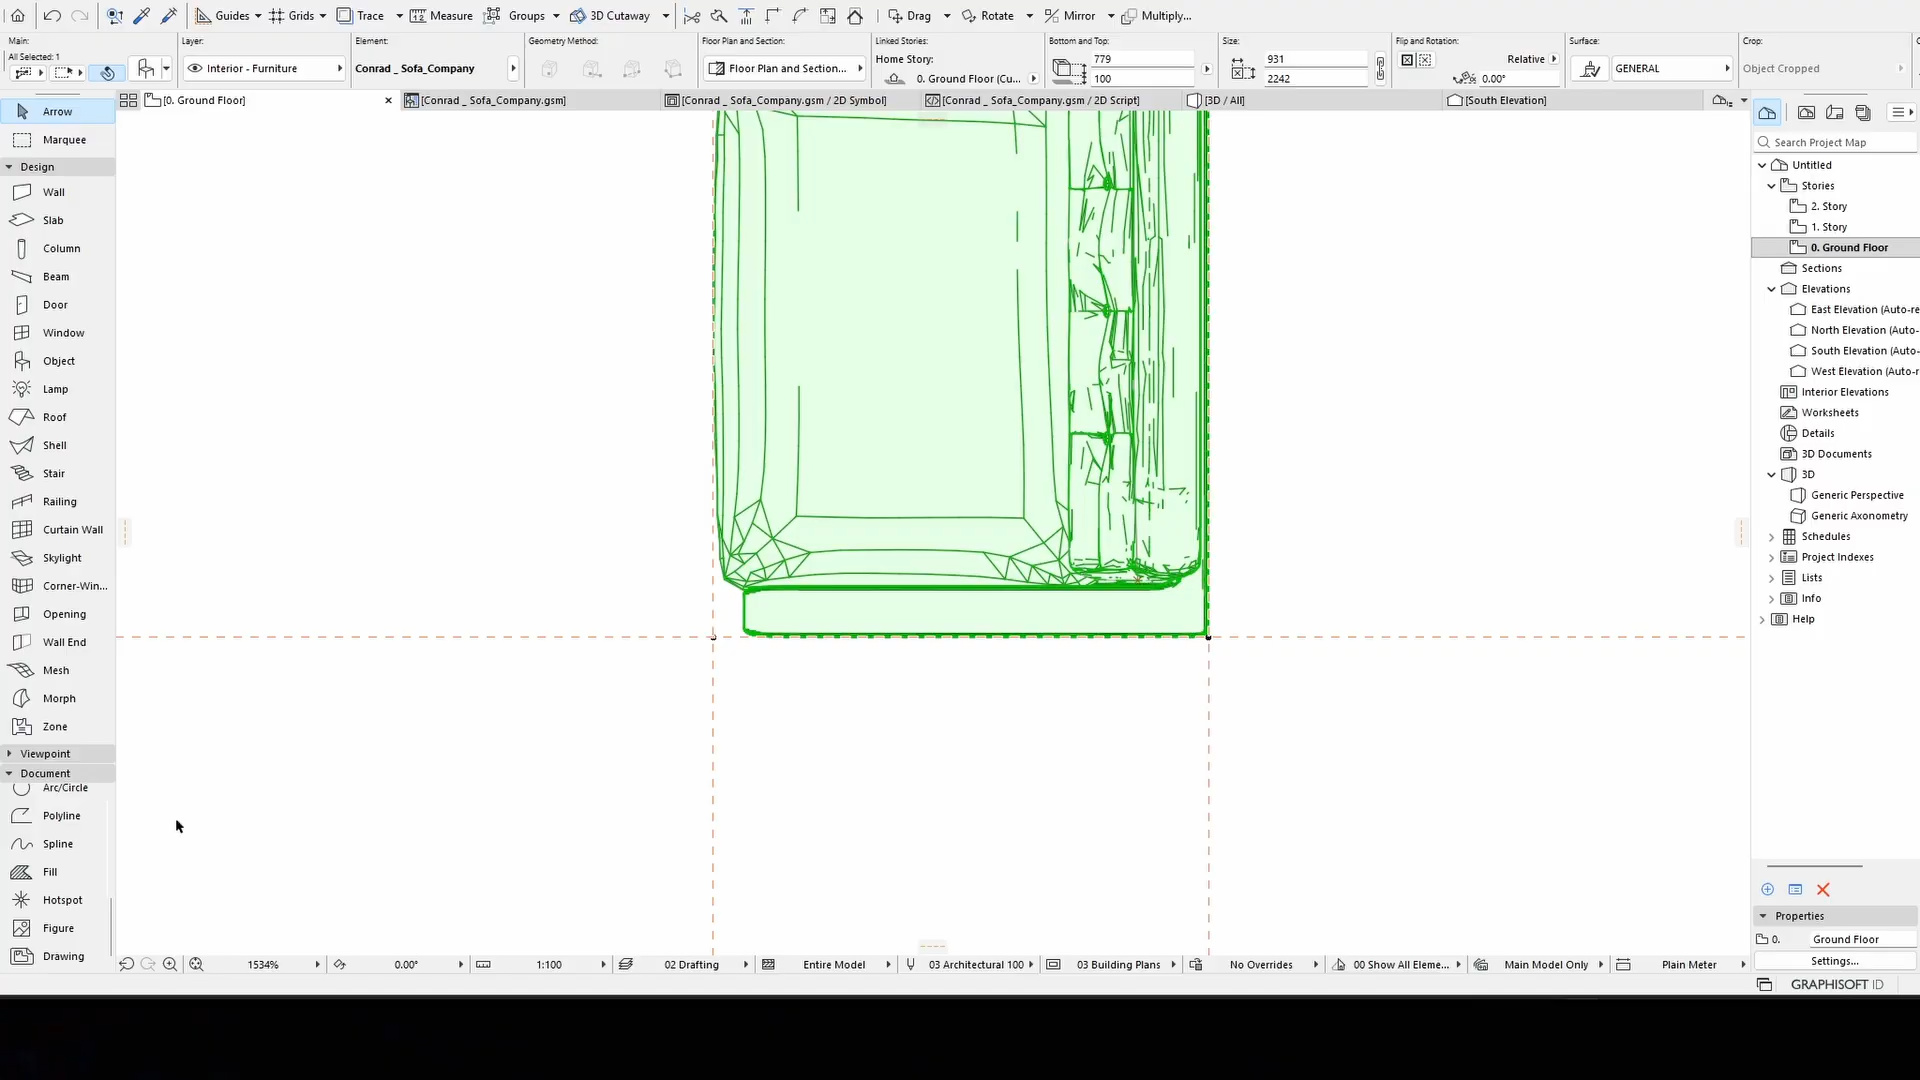 Guides
Grids
Trace
Measure
Groups
3D Cutaway
Drag
Rotate
Mirror
Multiply...
Main:
All Selected: 1
Layer:
Interior - Furniture
Element:
Conrad _ Sofa_Company
Geometry Method:
Floor Plan and Section:
Floor Plan and Section...
Linked Stories:
Home Story:
0. Ground Floor (Cu...
Bottom and Top:
779
100
Size:
931
2242
Flip and Rotation:
Relative
0.00°
Surface:
GENERAL
Crop:
Object Cropped
[0. Ground Floor]
[Conrad _ Sofa_Company.gsm]
[Conrad _ Sofa_Company.gsm / 2D Symbol]
[Conrad _ Sofa_Company.gsm / 2D Script]
[3D / All]
[South Elevation]
Arrow
Marquee
Design
Wall
Slab
Column
Beam
Door
Window
Object
Lamp
Roof
Shell
Stair
Railing
Curtain Wall
Skylight
Corner-Win...
Opening
Wall End
Mesh
Morph
Zone
Viewpoint
Document
Arc/Circle
Polyline
Spline
Fill
Hotspot
Figure
Drawing
Search Project Map
Untitled
Stories
2. Story
1. Story
0. Ground Floor
Sections
Elevations
East Elevation (Auto-re
North Elevation (Auto-
South Elevation (Auto-
West Elevation (Auto-r
Interior Elevations
Worksheets
Details
3D Documents
3D
Generic Perspective
Generic Axonometry
Schedules
Project Indexes
Lists
Info
Help
Properties
0.
Ground Floor
Settings...
1534%
0.00°
1:100
02 Drafting
Entire Model
03 Architectural 100
03 Building Plans
No Overrides
00 Show All Eleme...
Main Model Only
Plain Meter
GRAPHISOFT ID